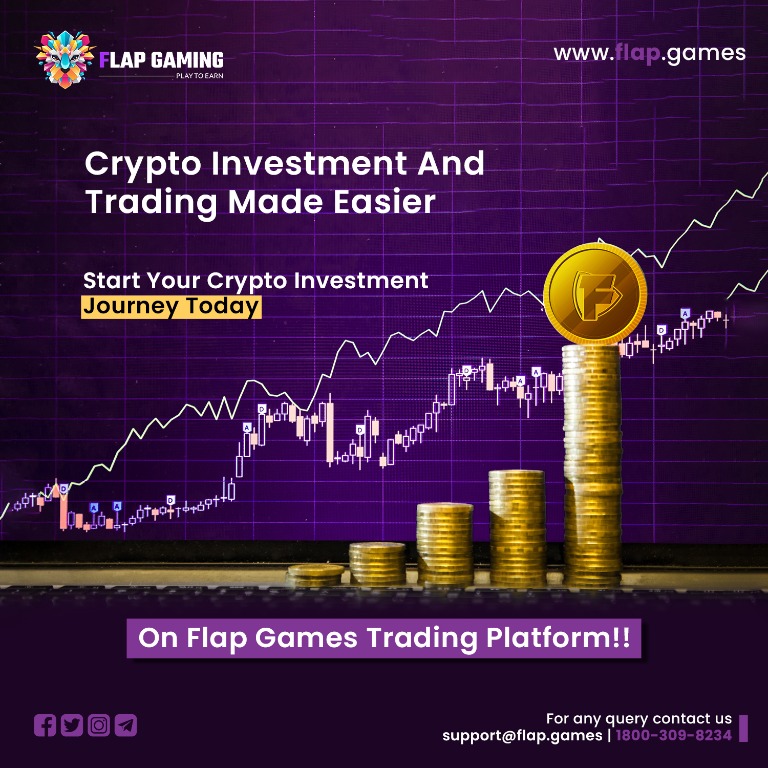 FLAP GAMING
PLAY TO EARN
www.flap.games
Crypto Investment And
Trading Made Easier
Start Your Crypto Investment
Journey Today
D
A
A
D
A
D
D
D
A
A
D
A
F
On Flap Games Trading Platform!!
For any query contact us
support@flap.games | 1800-309-8234